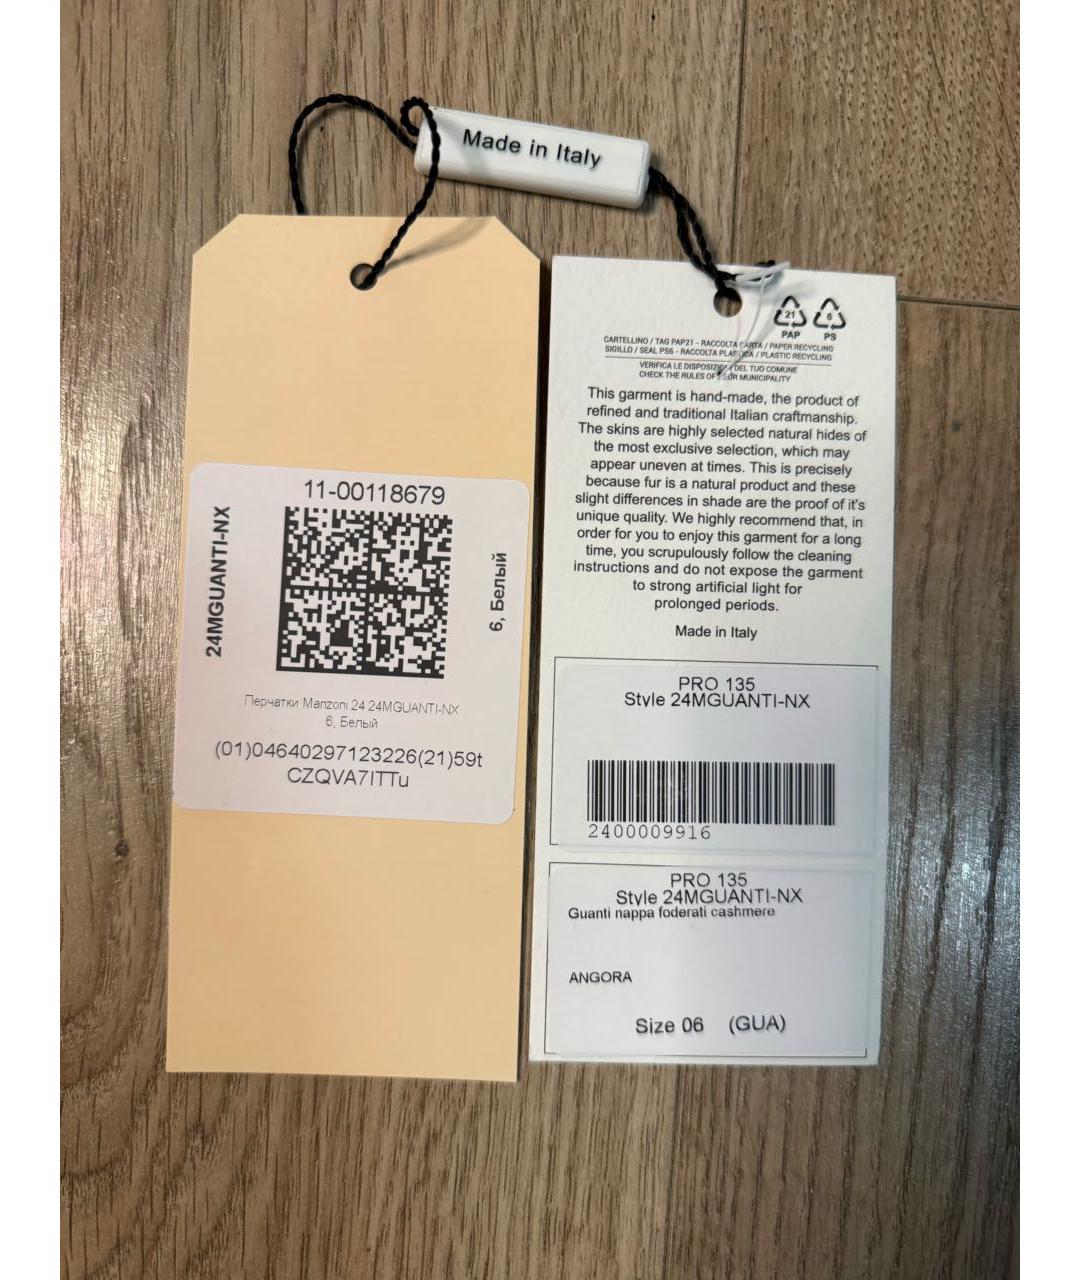 Made in Italy
11-00118679
24MGUANTI-NX
6, Белый
Перчатки Manzoni 24 24MGUANTI-NX
6, Белый
(01)04640297123226(21)59t
CZQVA7ITTu
21
PAP
6
PS
CARTELLINO / TAG PAP21 - RACCOLTA CARTA / PAPER RECYCLING
SIGILLO / SEAL PS6 - RACCOLTA PLASTICA / PLASTIC RECYCLING
VERIFICA LE DISPOSIZIONI DEL TUO COMUNE
CHECK THE RULES OF YOUR MUNICIPALITY
This garment is hand-made, the product of
refined and traditional Italian craftmanship.
The skins are highly selected natural hides of
the most exclusive selection, which may
appear uneven at times. This is precisely
because fur is a natural product and these
slight differences in shade are the proof of it's
unique quality. We highly recommend that, in
order for you to enjoy this garment for a long
time, you scrupulously follow the cleaning
instructions and do not expose the garment
to strong artificial light for
prolonged periods.
Made in Italy
PRO 135
Style 24MGUANTI-NX
2400009916
PRO 135
Style 24MGUANTI-NX
Guanti nappa foderati cashmere
ANGORA
Size 06 (GUA)